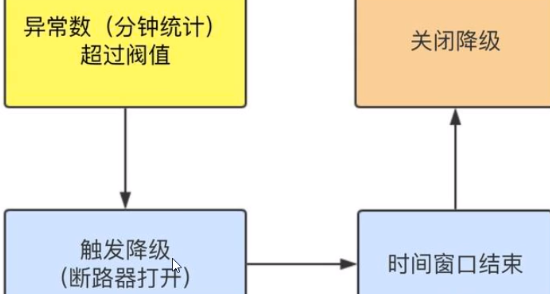 异常数（分钟统计）
超过阀值
关闭降级
触发降级
（断路器打开）
时间窗口结束